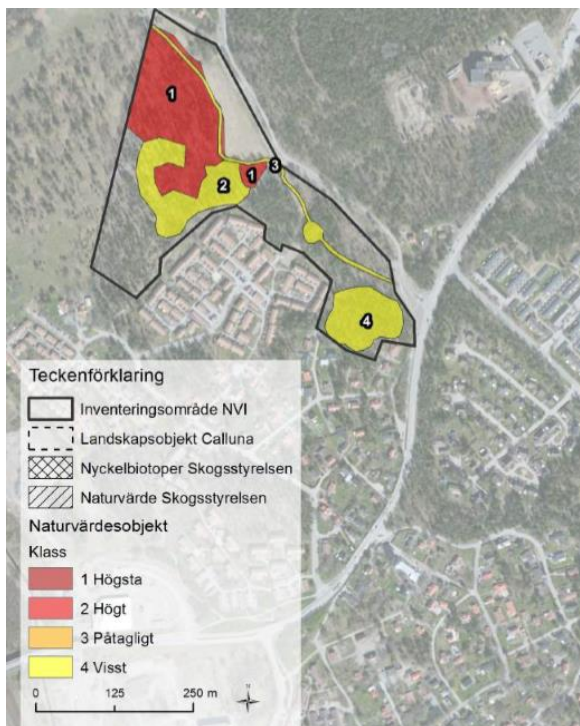 1
3
1
2
4
Teckenförklaring
Inventeringsområde NVI
Landskapsobjekt Calluna
Nyckelbiotoper Skogsstyrelsen
Naturvärde Skogsstyrelsen
Naturvärdesobjekt
Klass
1 Högsta
2 Högt
3 Påtagligt
4 Visst
0 125 250 m